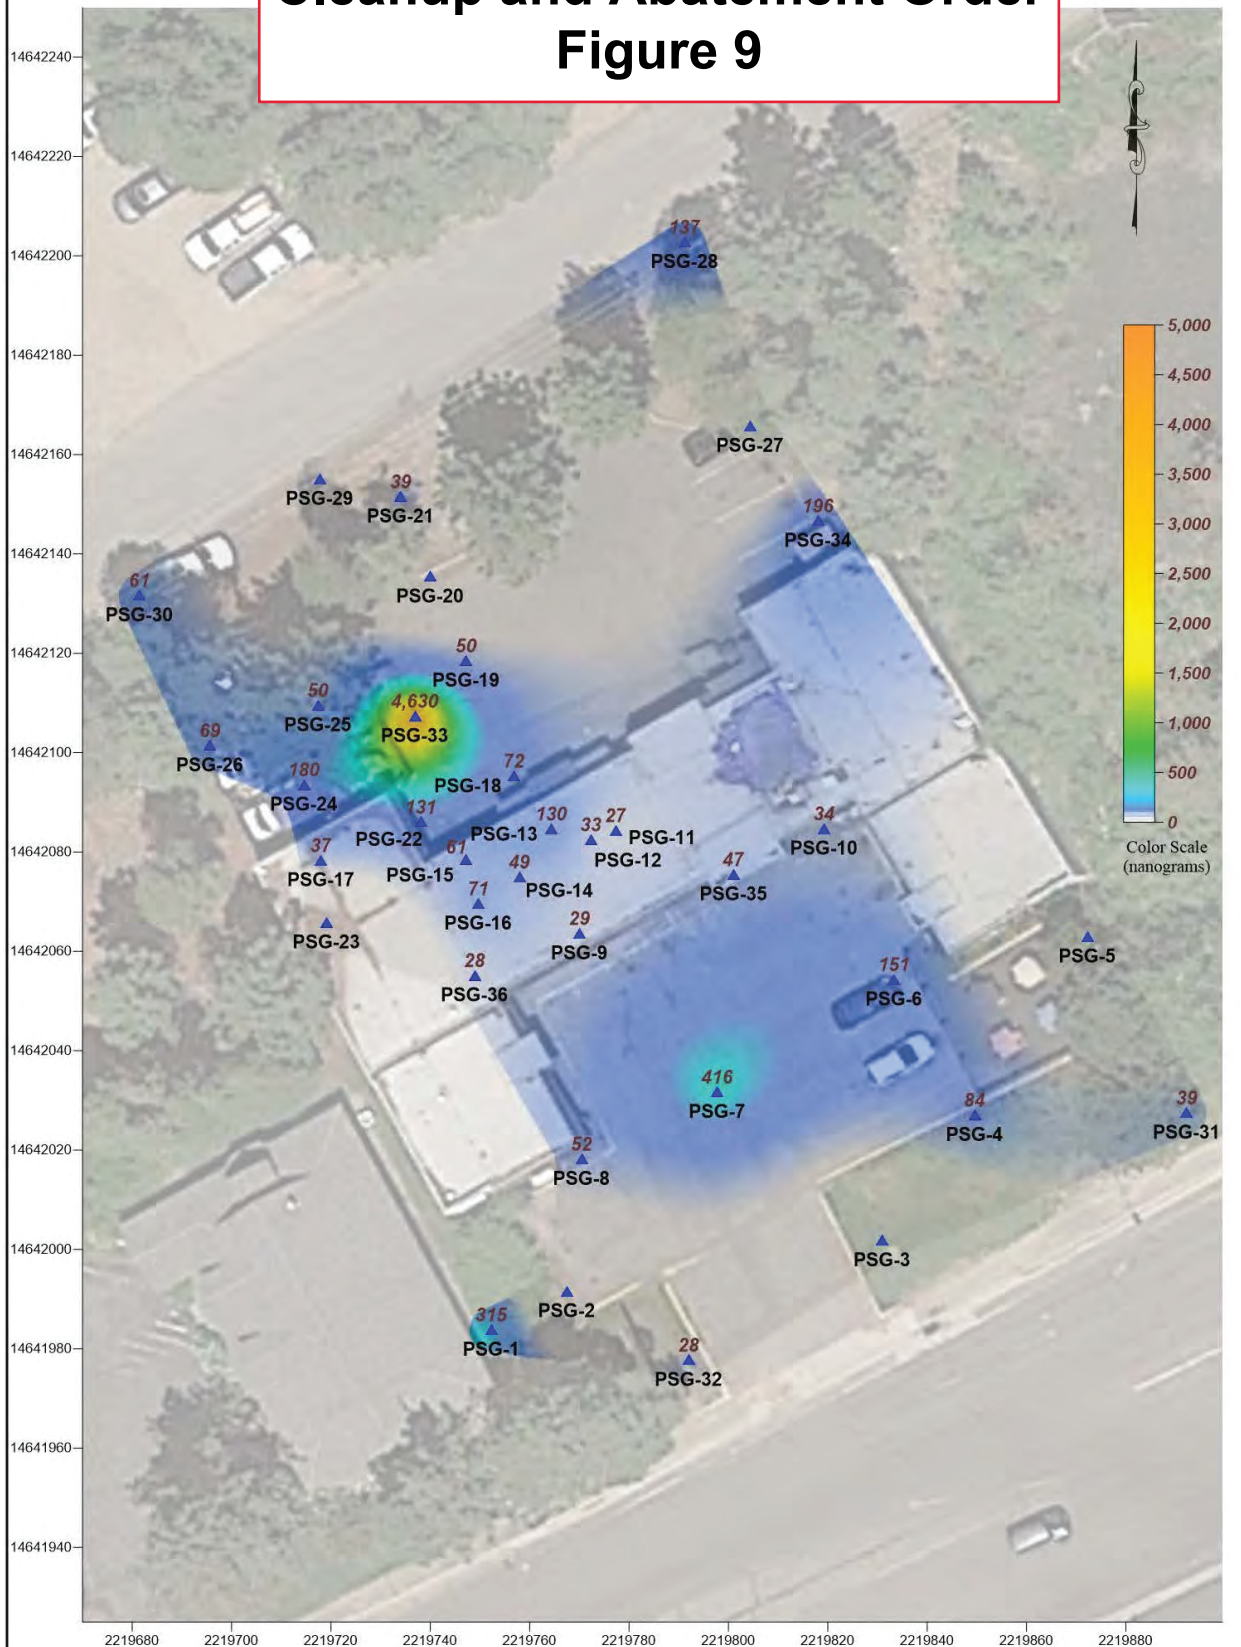 Cleanup and Abatement Order
Figure 9
14642240
14642220
14642200
14642180
14642160
14642140
14642120
14642100
14642080
14642060
14642040
14642020
14642000
14641980
14641960
14641940
137
PSG-28
5,000
4,500
4,000
3,500
3,000
2,500
2,000
1,500
1,000
500
0
Color Scale
(nanograms)
PSG-27
PSG-29
39
PSG-21
196
PSG-34
PSG-20
61
PSG-30
50
PSG-19
50
PSG-25
4,630
PSG-33
69
PSG-26
180
PSG-24
72
PSG-18
131
PSG-22
130
PSG-13
33
PSG-12
27
PSG-11
34
PSG-10
37
PSG-17
61
PSG-15
49
PSG-14
47
PSG-35
71
PSG-16
PSG-23
29
PSG-9
PSG-5
28
PSG-36
151
PSG-6
416
PSG-7
84
PSG-4
39
PSG-31
52
PSG-8
PSG-3
PSG-2
315
PSG-1
28
PSG-32
2219680
2219700
2219720
2219740
2219760
2219780
2219800
2219820
2219840
2219860
2219880